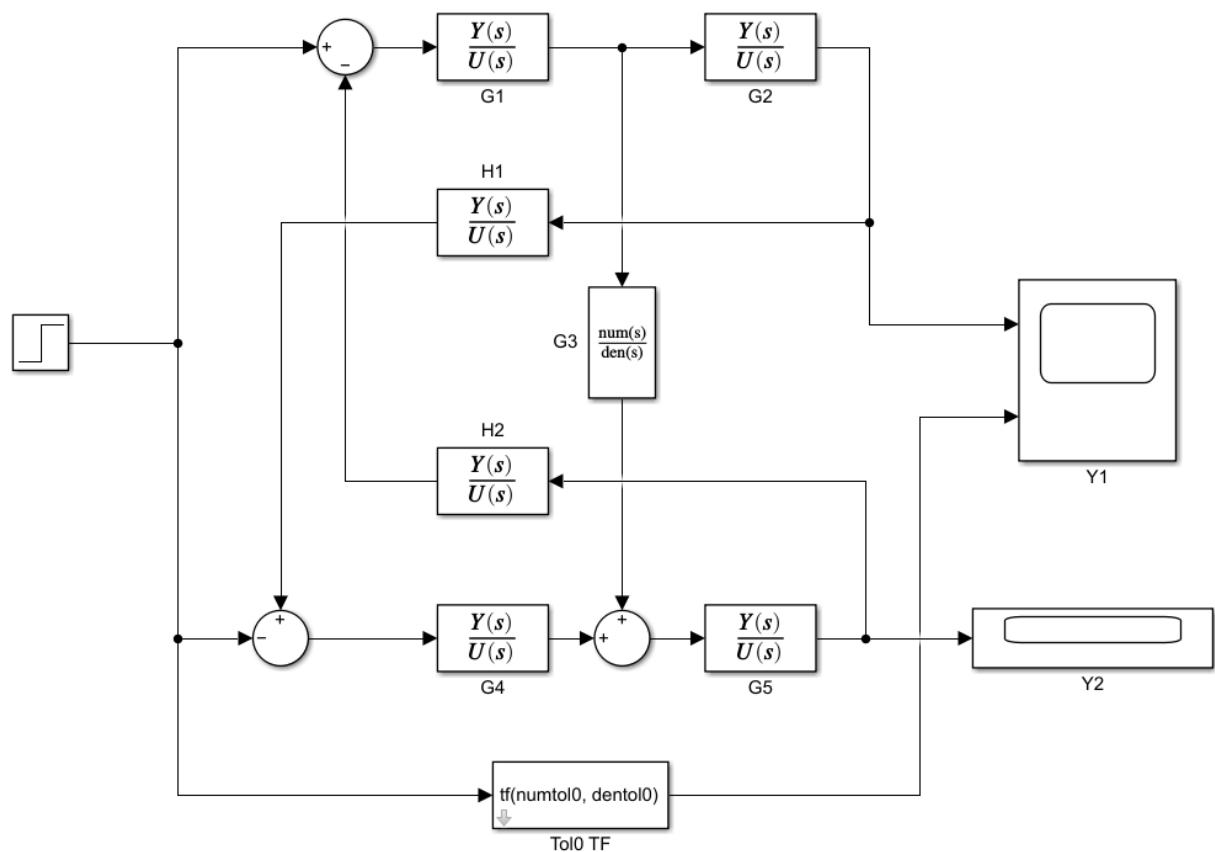 +
−
Y(s)
U(s)
G1
Y(s)
U(s)
G2
H1
Y(s)
U(s)
G3
num(s)
den(s)
H2
Y(s)
U(s)
Y1
+
−
Y(s)
U(s)
G4
+
+
Y(s)
U(s)
G5
Y2
tf(numtol0, dentol0)
Tol0 TF